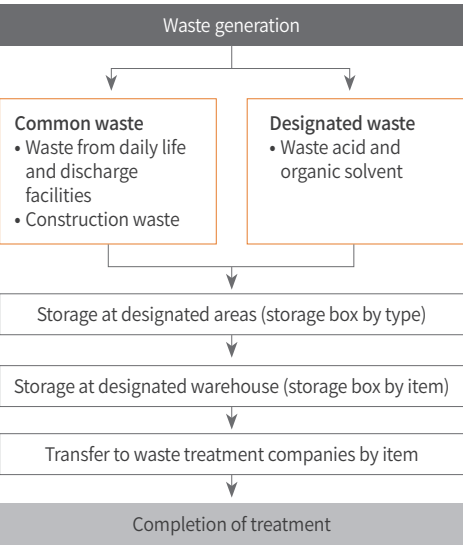 Waste generation
Common waste
• Waste from daily life
and discharge
facilities
• Construction waste
Designated waste
• Waste acid and
organic solvent
Storage at designated areas (storage box by type)
Storage at designated warehouse (storage box by item)
Transfer to waste treatment companies by item
Completion of treatment